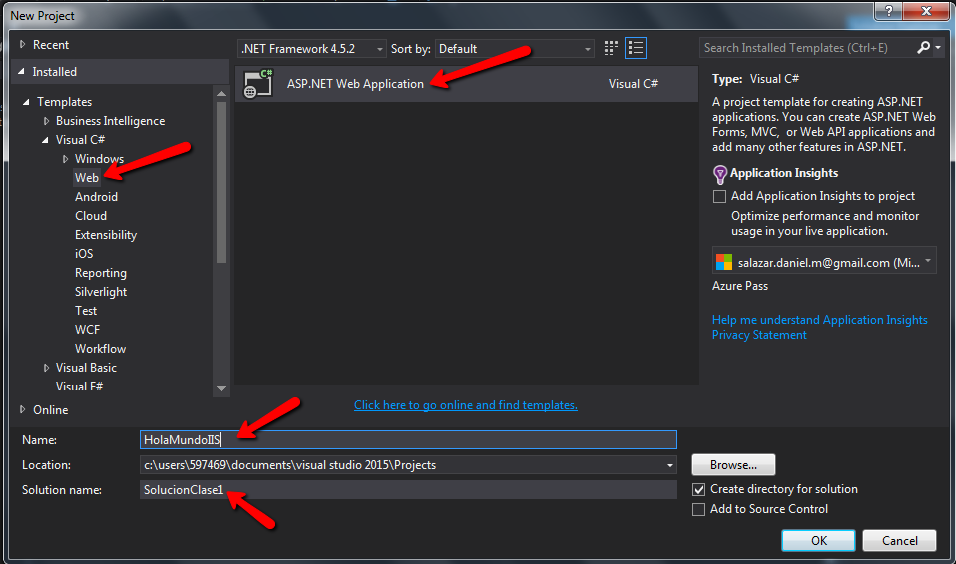 New Project
Recent
.NET Framework 4.5.2
Sort by:
Default
Search Installed Templates (Ctrl+E)
Installed
Templates
Business Intelligence
Visual C#
Windows
Web
Android
Cloud
Extensibility
iOS
Reporting
Silverlight
Test
WCF
Workflow
Visual Basic
Visual F#
Online
C#
ASP.NET Web Application
Visual C#
Click here to go online and find templates.
Type: Visual C#
A project template for creating ASP.NET
applications. You can create ASP.NET Web
Forms, MVC, or Web API applications and
add many other features in ASP.NET.
Application Insights
Add Application Insights to project
Optimize performance and monitor
usage in your live application.
salazar.daniel.m@gmail.com (Mi...
Azure Pass
Help me understand Application Insights
Privacy Statement
Name:
HolaMundoIIS
Location:
c:\users\597469\documents\visual studio 2015\Projects
Browse...
Solution name:
SolucionClase1
Create directory for solution
Add to Source Control
OK
Cancel